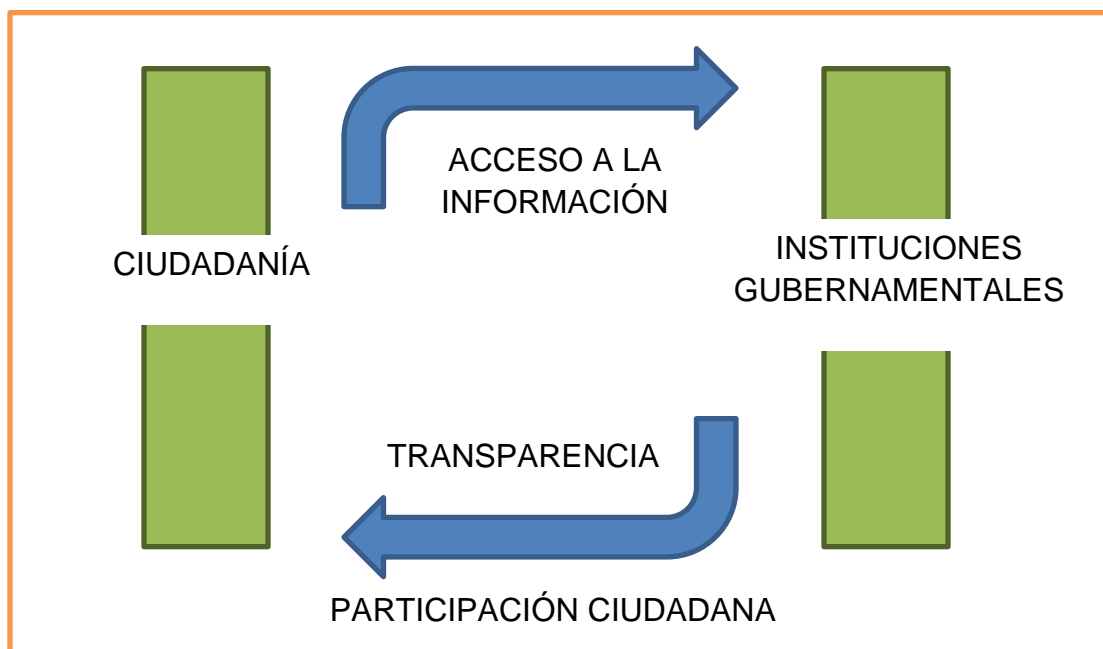 ACCESO A LA
INFORMACIÓN
CIUDADANÍA
INSTITUCIONES
GUBERNAMENTALES
TRANSPARENCIA
PARTICIPACIÓN CIUDADANA